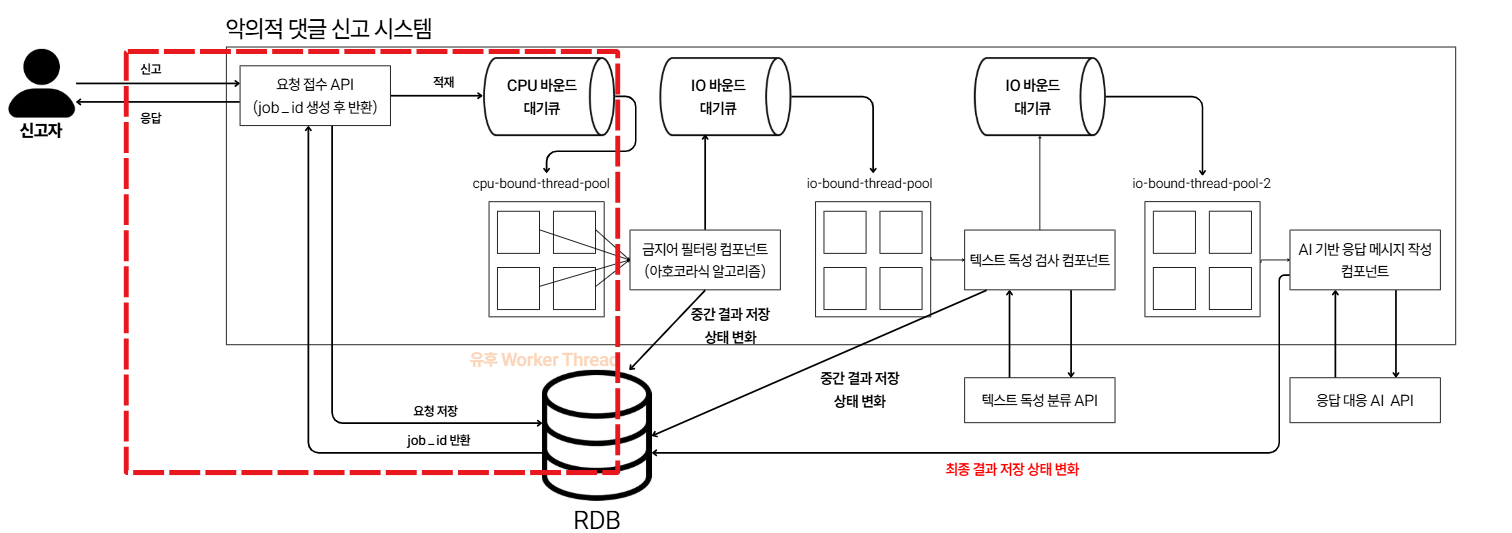 악의적 댓글 신고 시스템
신고
응답
신고자
요청 접수 API
(job_id 생성 후 반환)
적재
CPU 바운드
대기큐
IO 바운드
대기큐
IO 바운드
대기큐
cpu-bound-thread-pool
io-bound-thread-pool
io-bound-thread-pool-2
금지어 필터링 컴포넌트
(아호코라식 알고리즘)
텍스트 독성 검사 컴포넌트
AI 기반 응답 메시지 작성
컴포넌트
중간 결과 저장
상태 변화
유후 Worker Thread
중간 결과 저장
상태 변화
텍스트 독성 분류 API
응답 대응 AI API
요청 저장
job_id 반환
최종 결과 저장 상태 변화
RDB